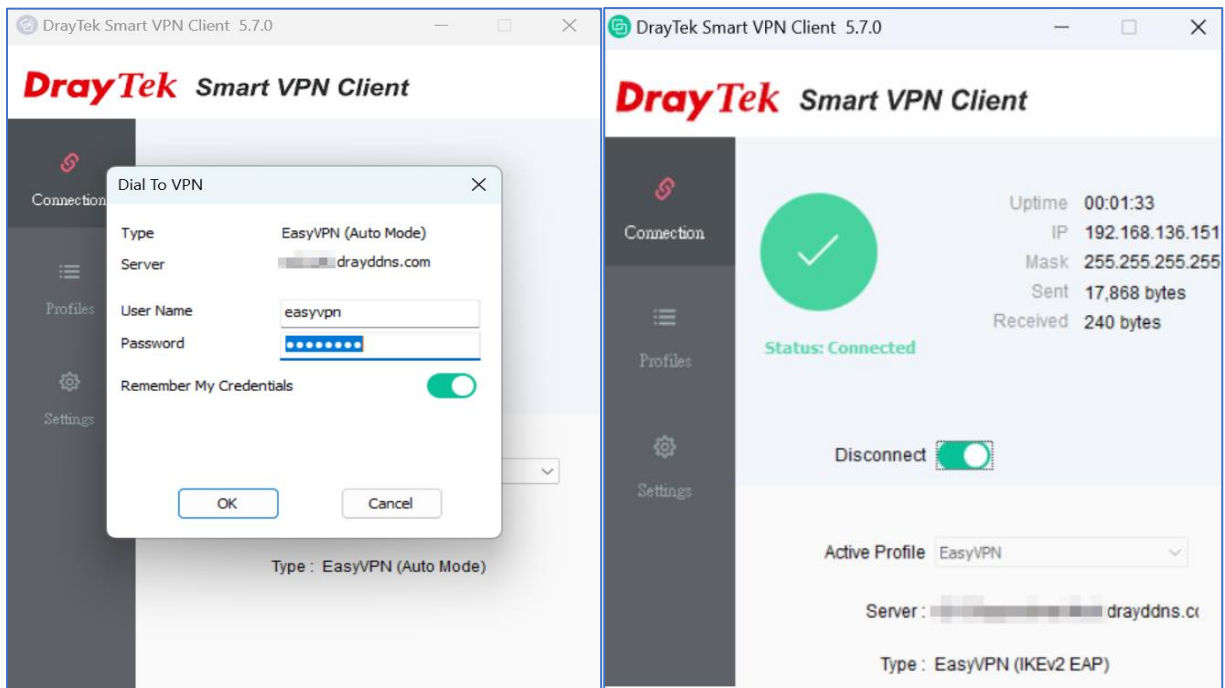 DrayTek Smart VPN Client 5.7.0
DrayTek Smart VPN Client
Connection
Profiles
Settings
Dial To VPN
Type EasyVPN (Auto Mode)
Server drayddns.com
User Name easyvpn
Password
Remember My Credentials
OK Cancel
Type : EasyVPN (Auto Mode)
DrayTek Smart VPN Client 5.7.0
DrayTek Smart VPN Client
Connection
Profiles
Settings
Uptime 00:01:33
IP 192.168.136.151
Mask 255.255.255.255
Sent 17,868 bytes
Received 240 bytes
Status: Connected
Disconnect
Active Profile EasyVPN
Server : drayddns.cc
Type : EasyVPN (IKEv2 EAP)